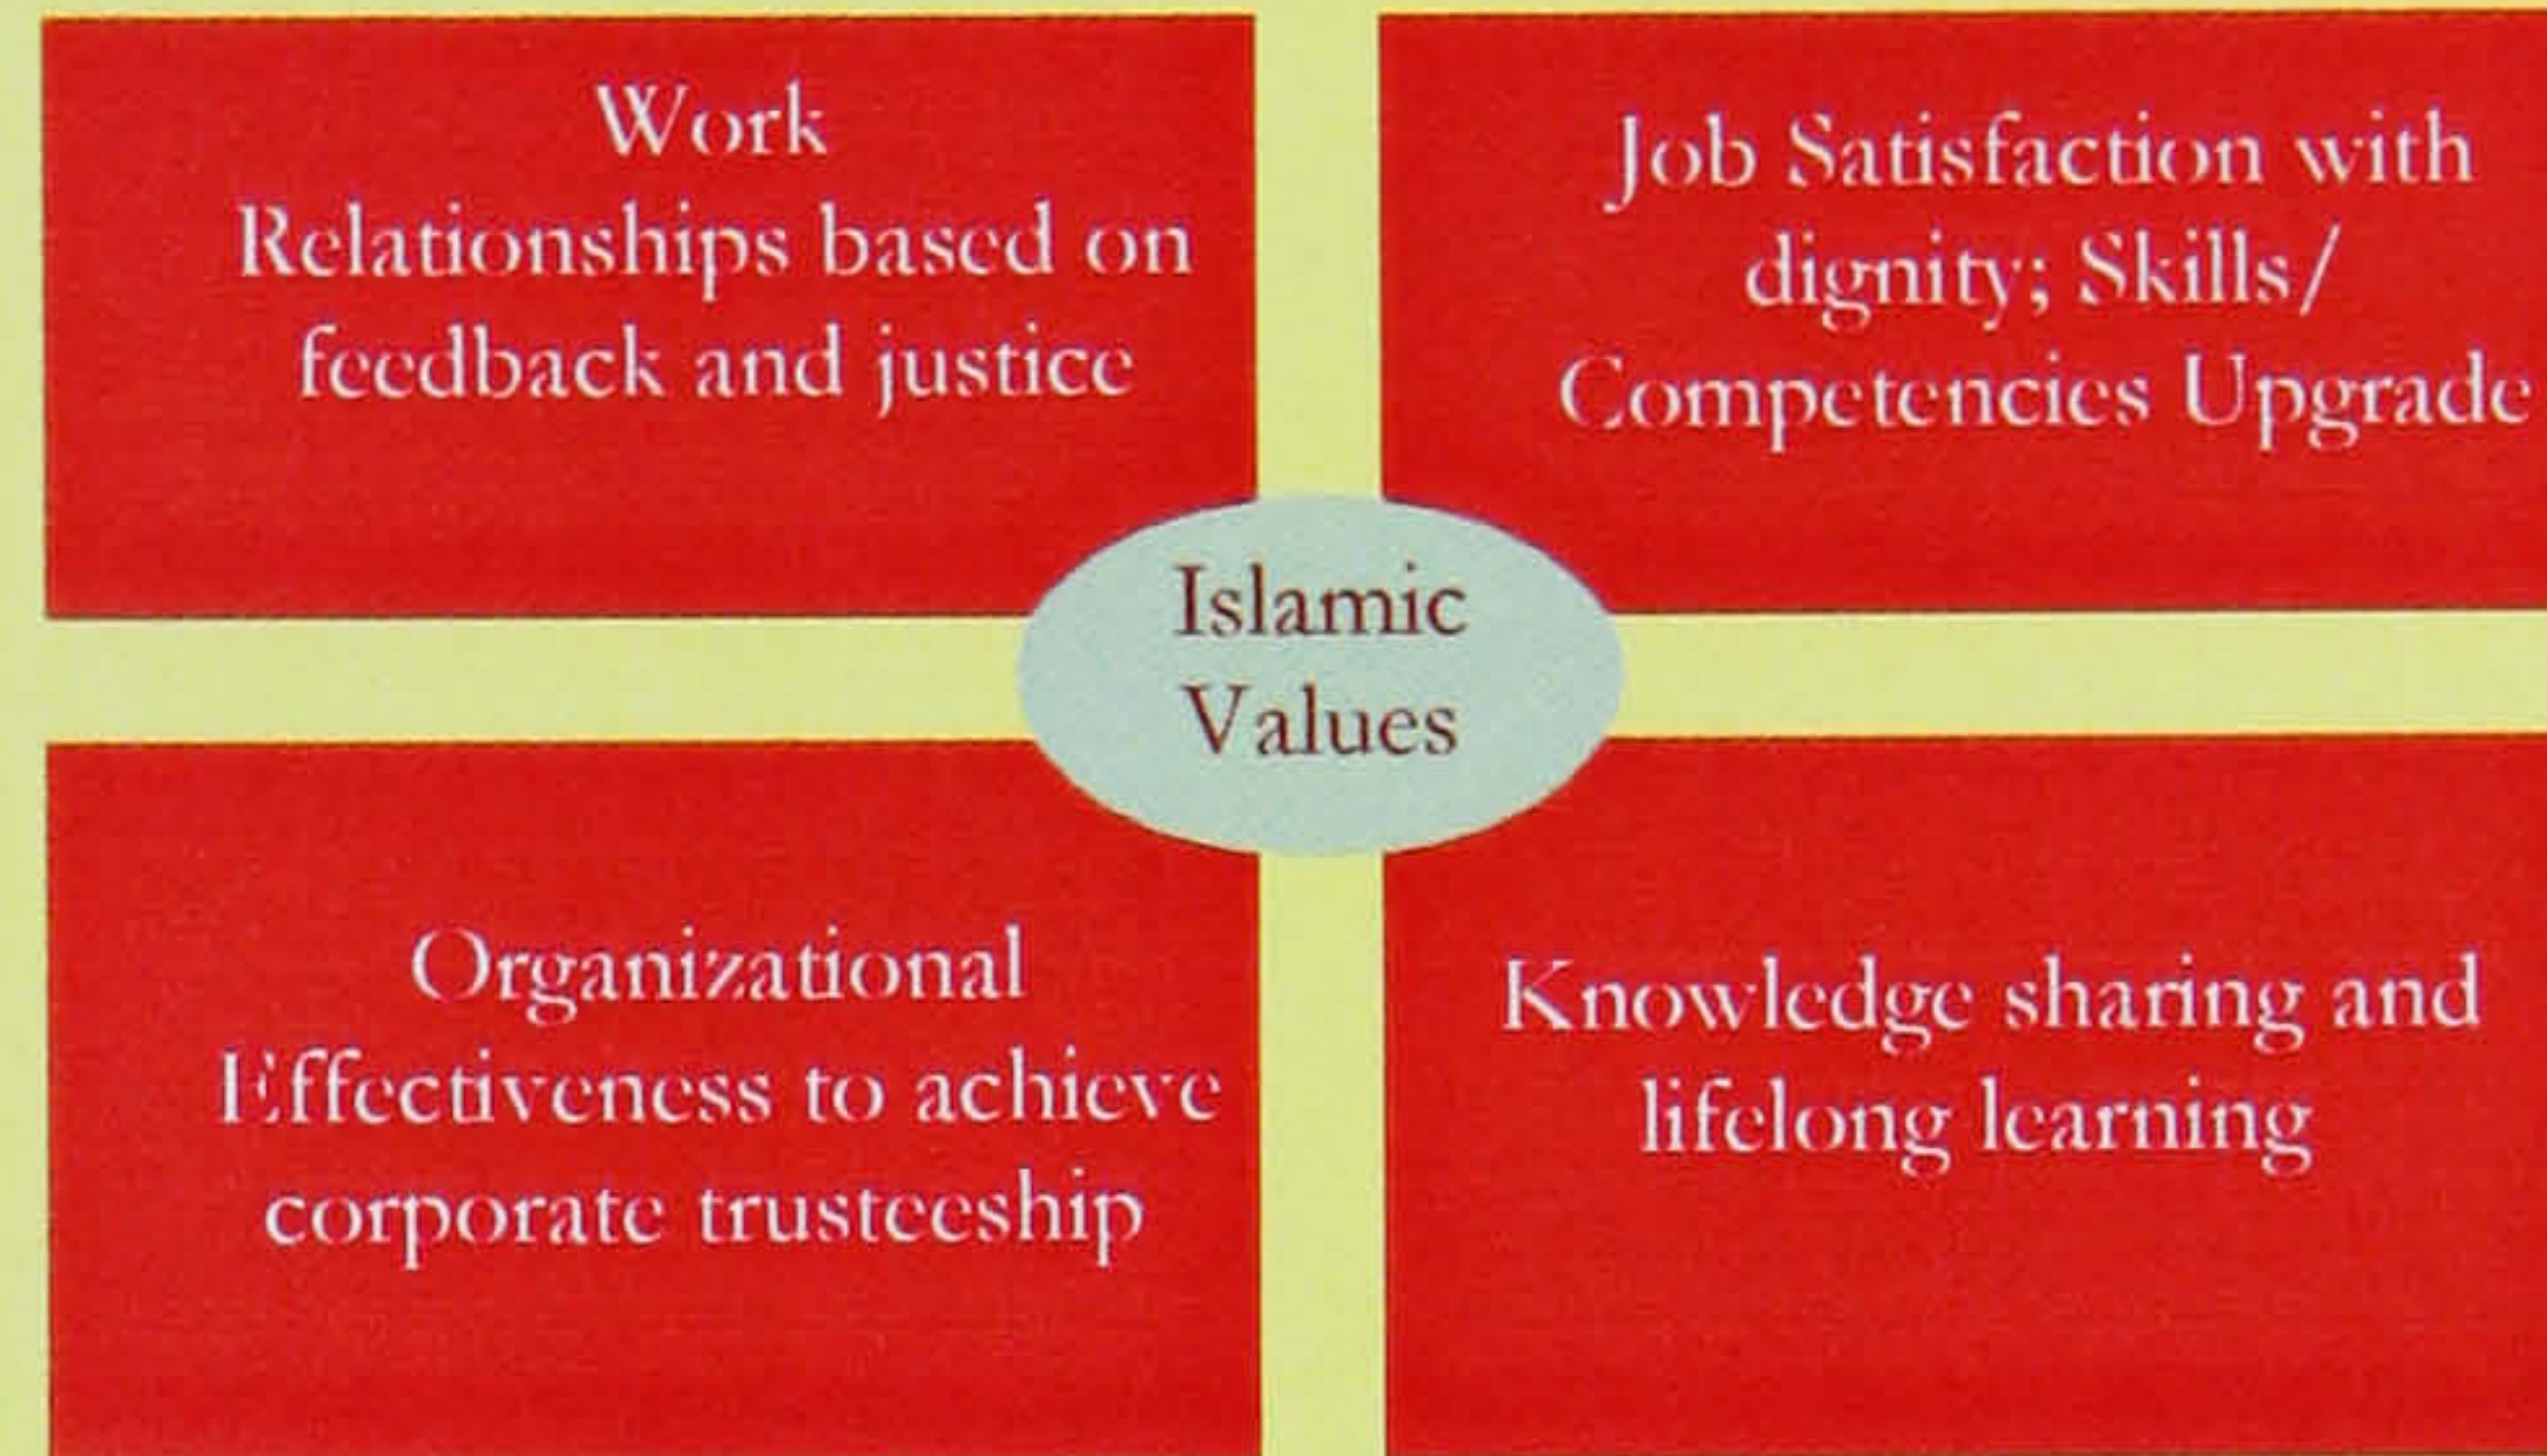 Work
Relationships based on
feedback and justice
Job Satisfaction with
dignity; Skills/
Competencies Upgrade
Islamic
Values
Organizational
Effectiveness to achieve
corporate trusteeship
Knowledge sharing and
lifelong learning